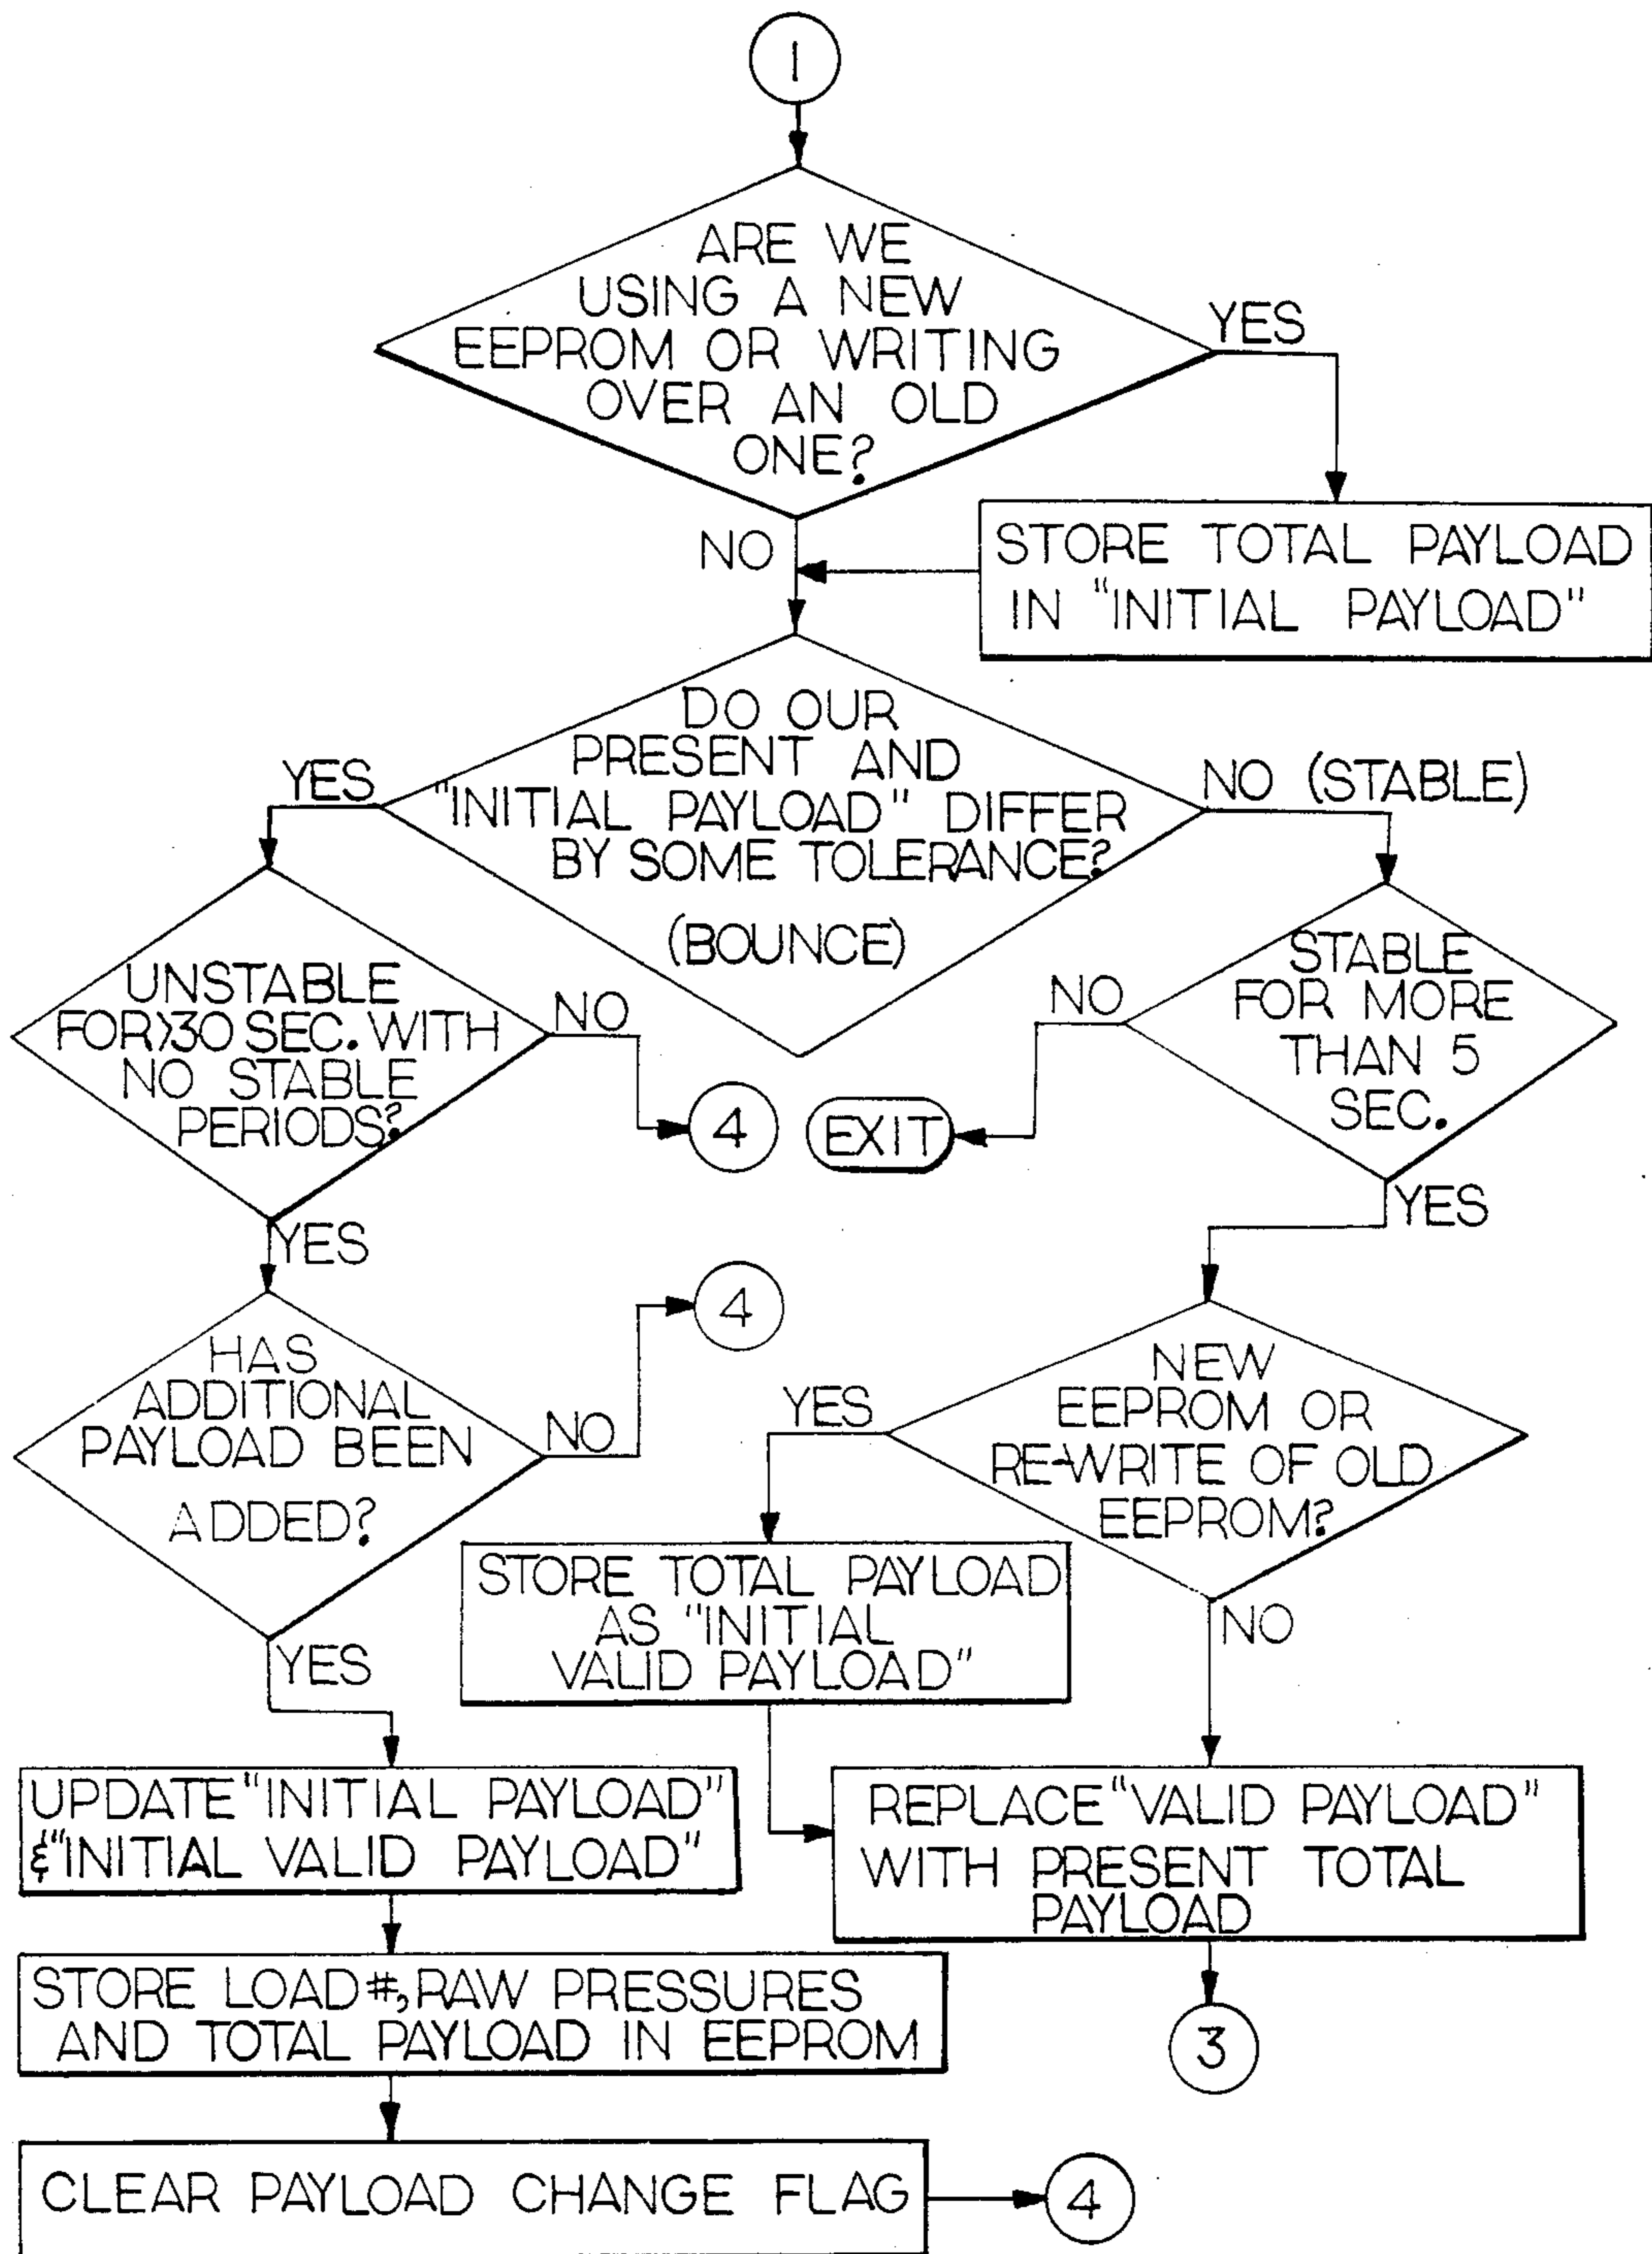 1
ARE WE
USING A NEW
EEPROM OR WRITING
OVER AN OLD
ONE?
YES
NO
STORE TOTAL PAYLOAD
IN "INITIAL PAYLOAD"
DO OUR
PRESENT AND
"INITIAL PAYLOAD" DIFFER
BY SOME TOLERANCE?
(BOUNCE)
YES
NO (STABLE)
UNSTABLE
FOR>30 SEC. WITH
NO STABLE
PERIODS?
NO
4
STABLE
FOR MORE
THAN 5
SEC.
NO
EXIT
YES
YES
HAS
ADDITIONAL
PAYLOAD BEEN
ADDED?
NO
4
NEW
EEPROM OR
RE-WRITE OF OLD
EEPROM?
YES
NO
STORE TOTAL PAYLOAD
AS "INITIAL
VALID PAYLOAD"
YES
UPDATE "INITIAL PAYLOAD"
&"INITIAL VALID PAYLOAD"
REPLACE "VALID PAYLOAD"
WITH PRESENT TOTAL
PAYLOAD
STORE LOAD#, RAW PRESSURES
AND TOTAL PAYLOAD IN EEPROM
3
CLEAR PAYLOAD CHANGE FLAG
4